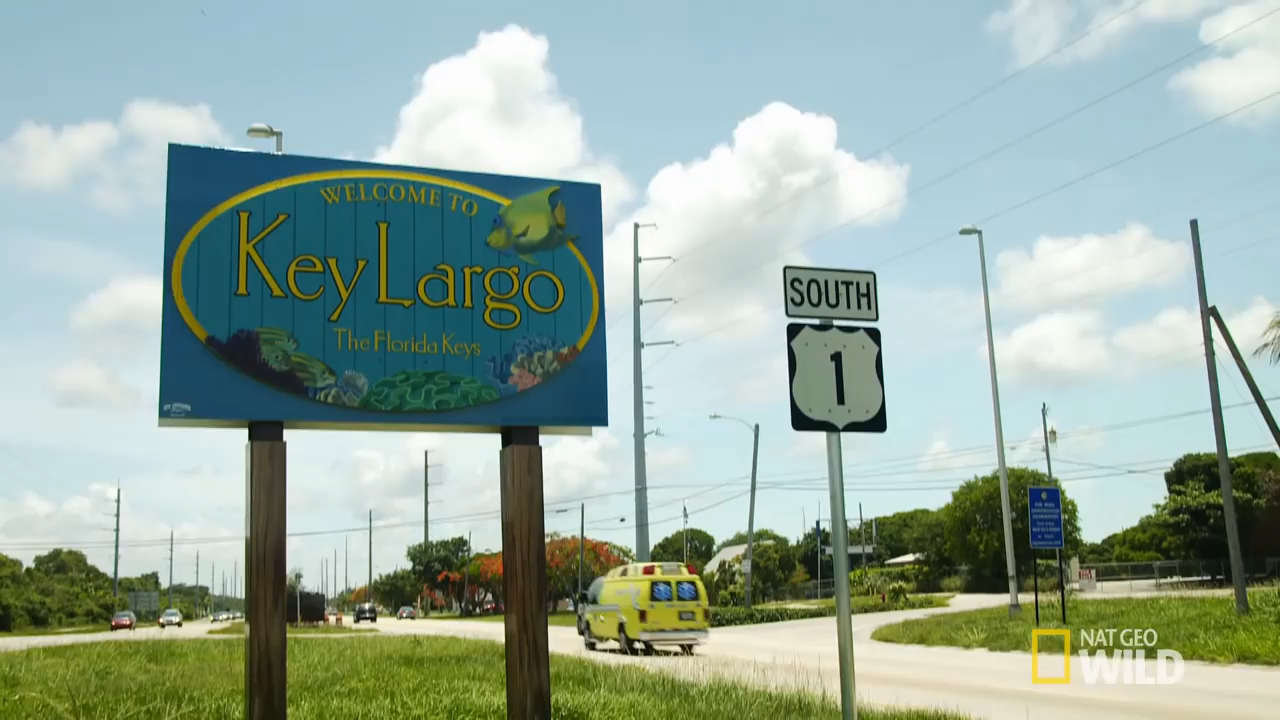 WELCOME TO
Key Largo
The Florida Keys
SOUTH
1
NAT GEO
WILD